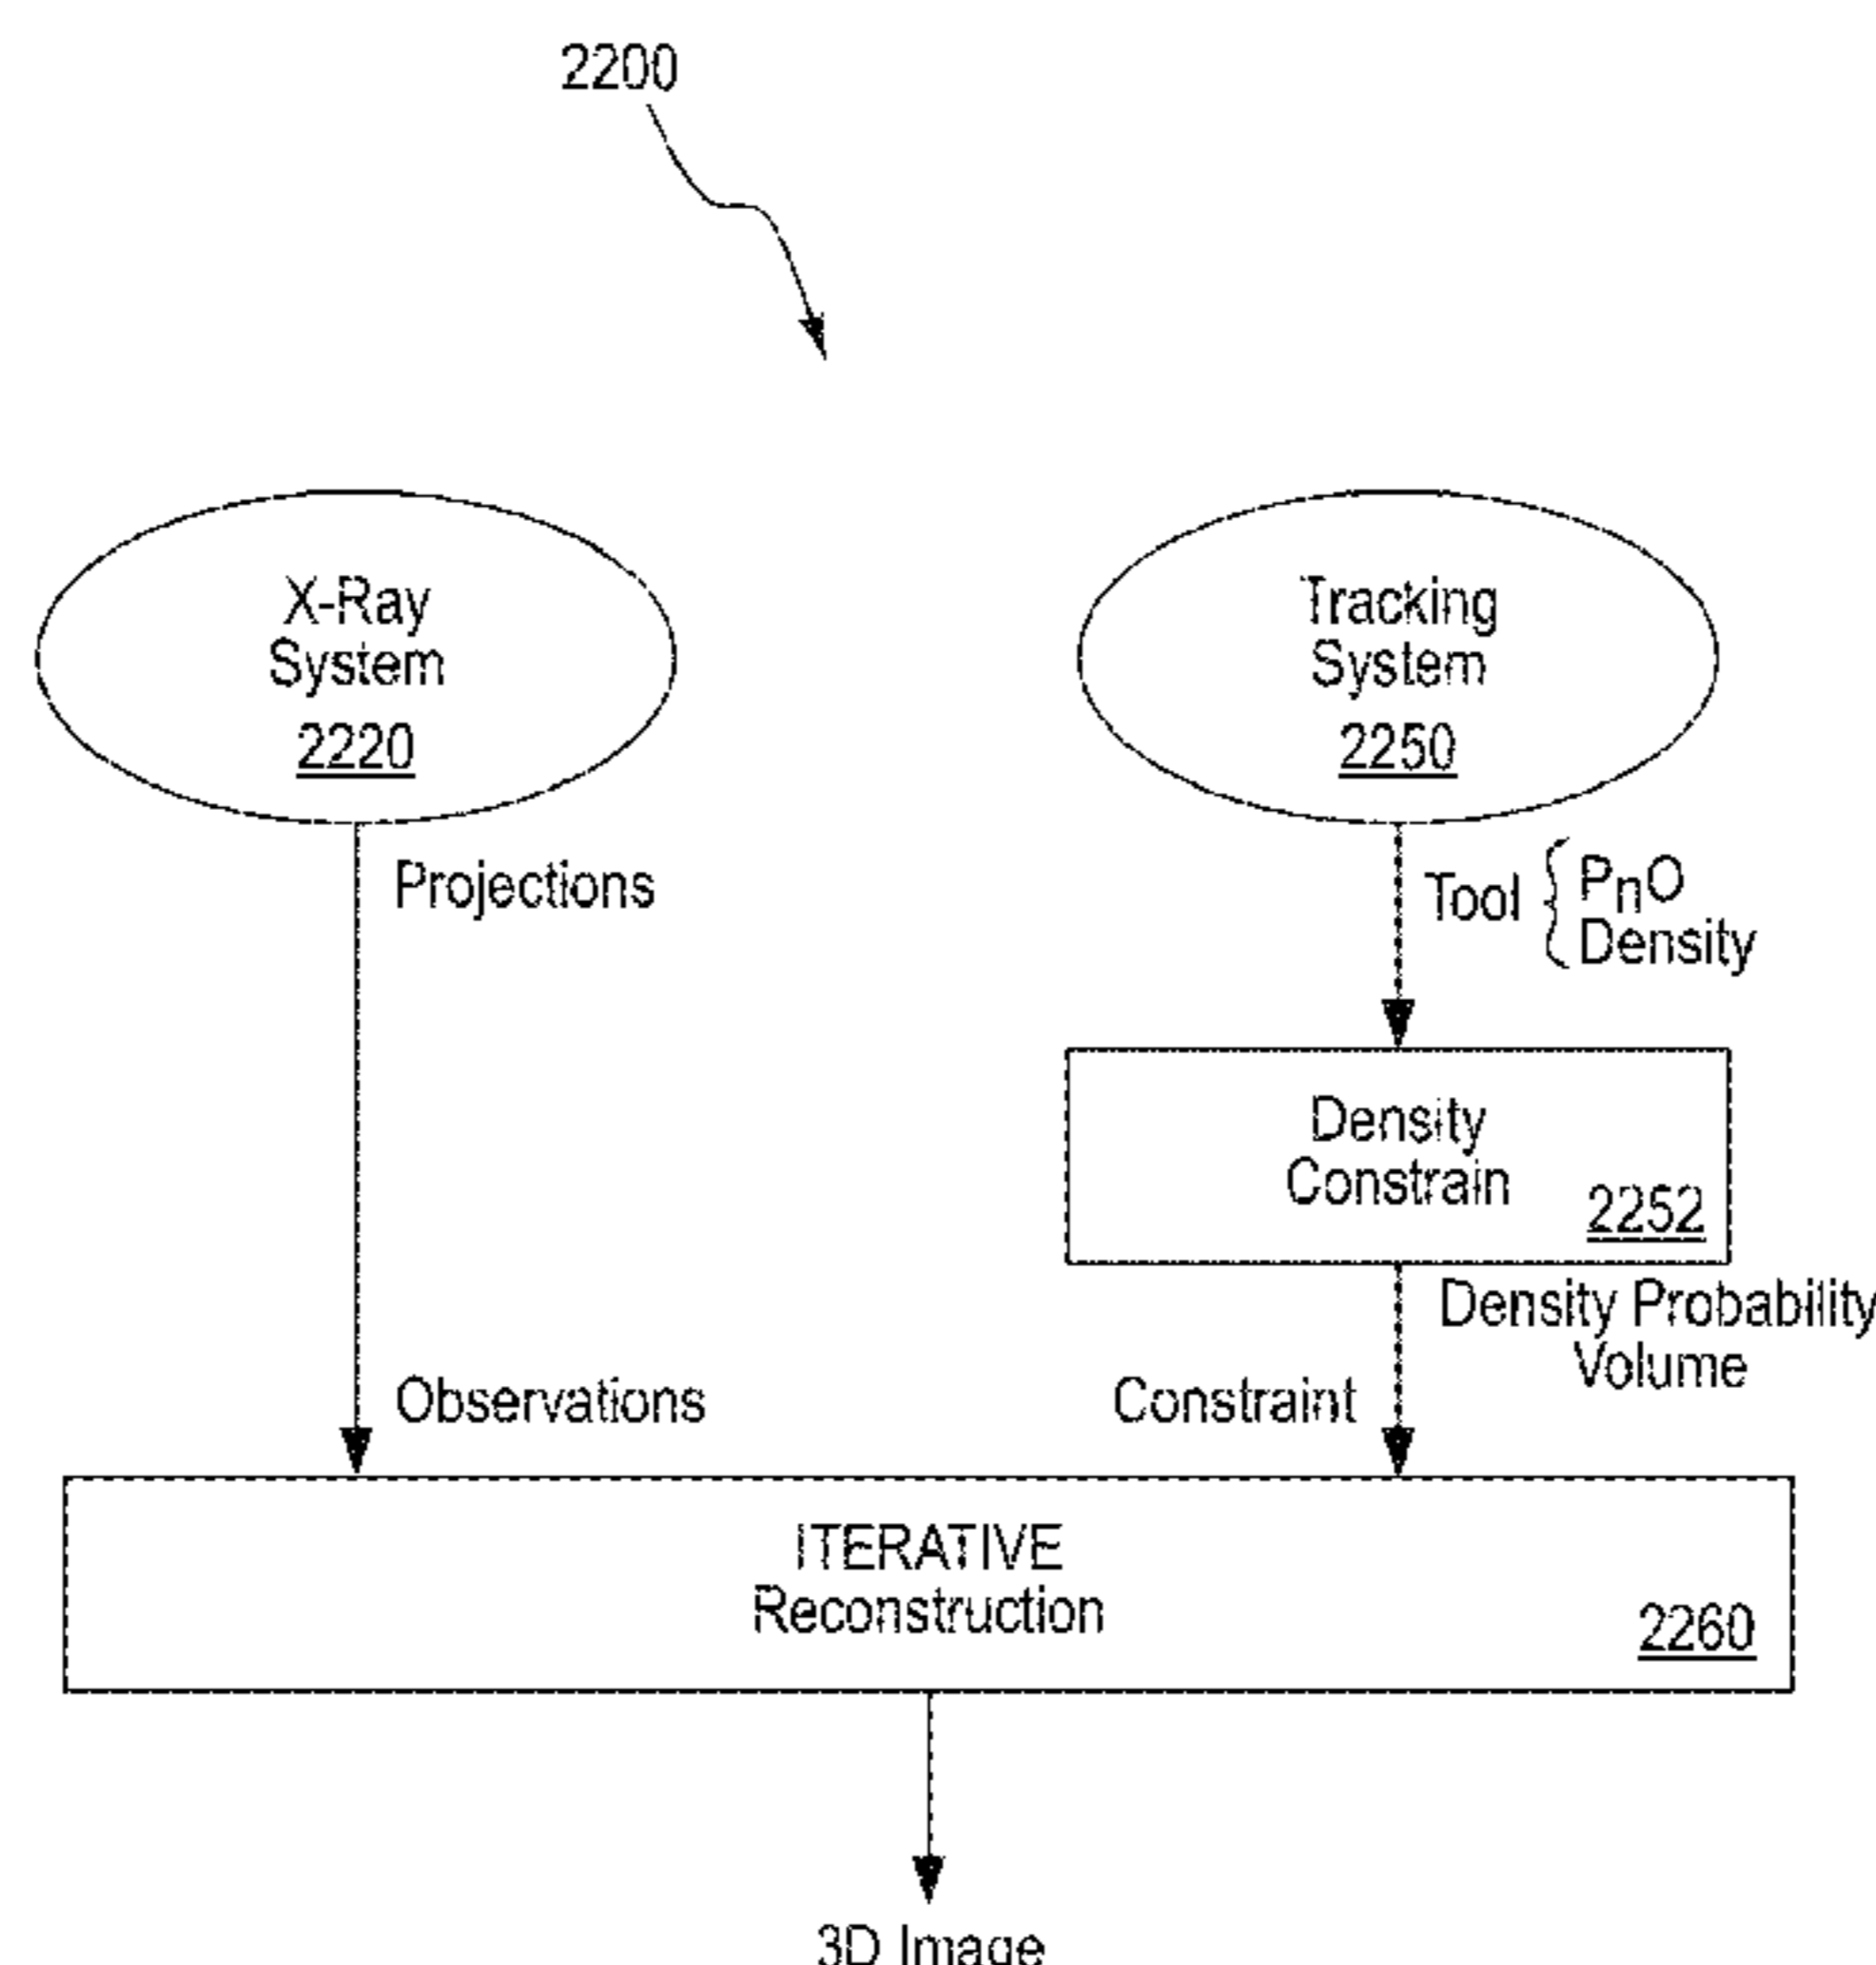 2200
X-Ray
System
2220
Tracking
System
2250
Projections
Tool
PnO
Density
Density
Constrain
2252
Density Probability
Volume
Observations
Constraint
ITERATIVE
Reconstruction
2260
3D Image